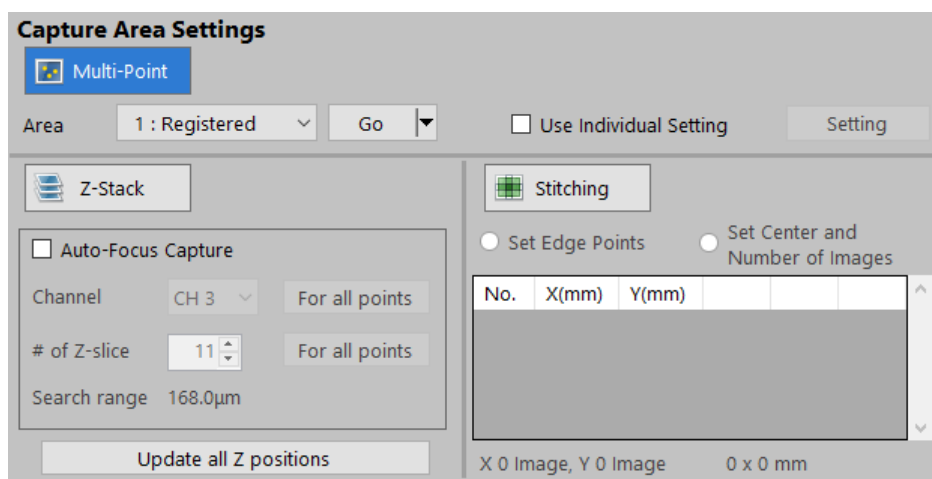 Capture Area Settings
Multi-Point
Area 1 : Registered Go Use Individual Setting Setting
Z-Stack
Auto-Focus Capture
Channel CH 3 For all points
# of Z-slice 11 For all points
Search range 168.0µm
Update all Z positions
Stitching
Set Edge Points
Set Center and
Number of Images
No. X(mm) Y(mm)
X 0 Image, Y 0 Image 0 x 0 mm